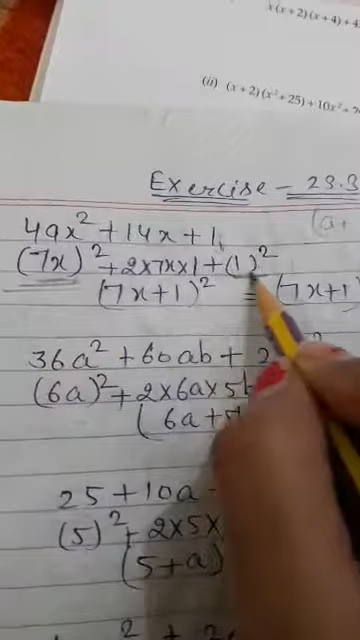 x(x+2)(x+4)+4
(ii) (x+2)(x²+25)+10x²+
Exercise - 23.3
(a+
49x²+14x+1
(7x)²+2×7x×1+(1)²
(7x+1)² = (7x+1)
36a²+60ab+2
(6a)²+2×6a×5b
(6a+5
25+10a
(5)²+2×5×
(5+a)